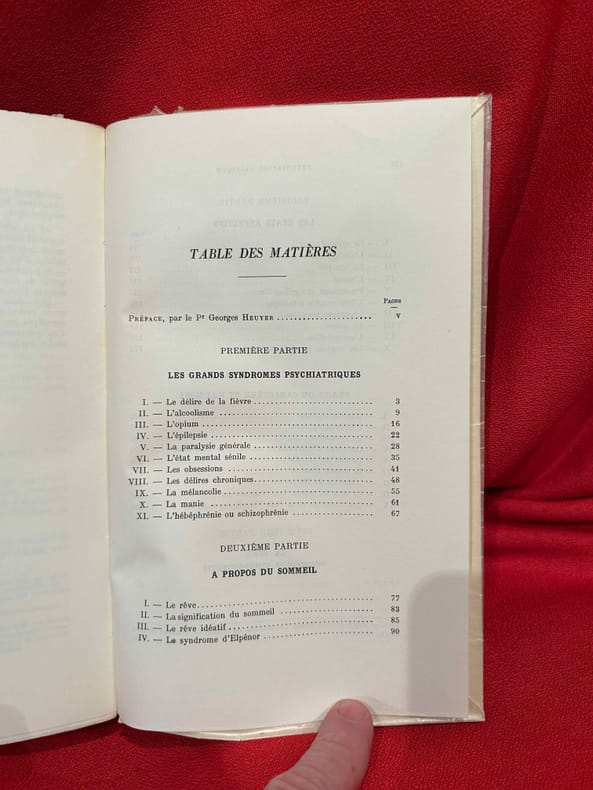 TABLE DES MATIÈRES
PAGES
PRÉFACE, par le Pr Georges HEUYER .................... V
PREMIÈRE PARTIE
LES GRANDS SYNDROMES PSYCHIATRIQUES
I. — Le délire de la fièvre ............................ 3
II. — L'alcoolisme .................................... 9
III. — L'opium ........................................ 16
IV. — L'épilepsie ..................................... 22
V. — La paralysie générale ............................ 28
VI. — L'état mental sénile ............................ 35
VII. — Les obsessions ................................. 41
VIII. — Les délires chroniques......................... 48
IX. — La mélancolie ................................... 55
X. — La manie ......................................... 61
XI. — L'hébéphrénie ou schizophrénie ................... 67
DEUXIÈME PARTIE
A PROPOS DU SOMMEIL
I. — Le rêve.......................................... 77
II. — La signification du sommeil ..................... 83
III. — Le rêve idéatif................................. 85
IV. — Le syndrome d'Elpénor ........................... 90